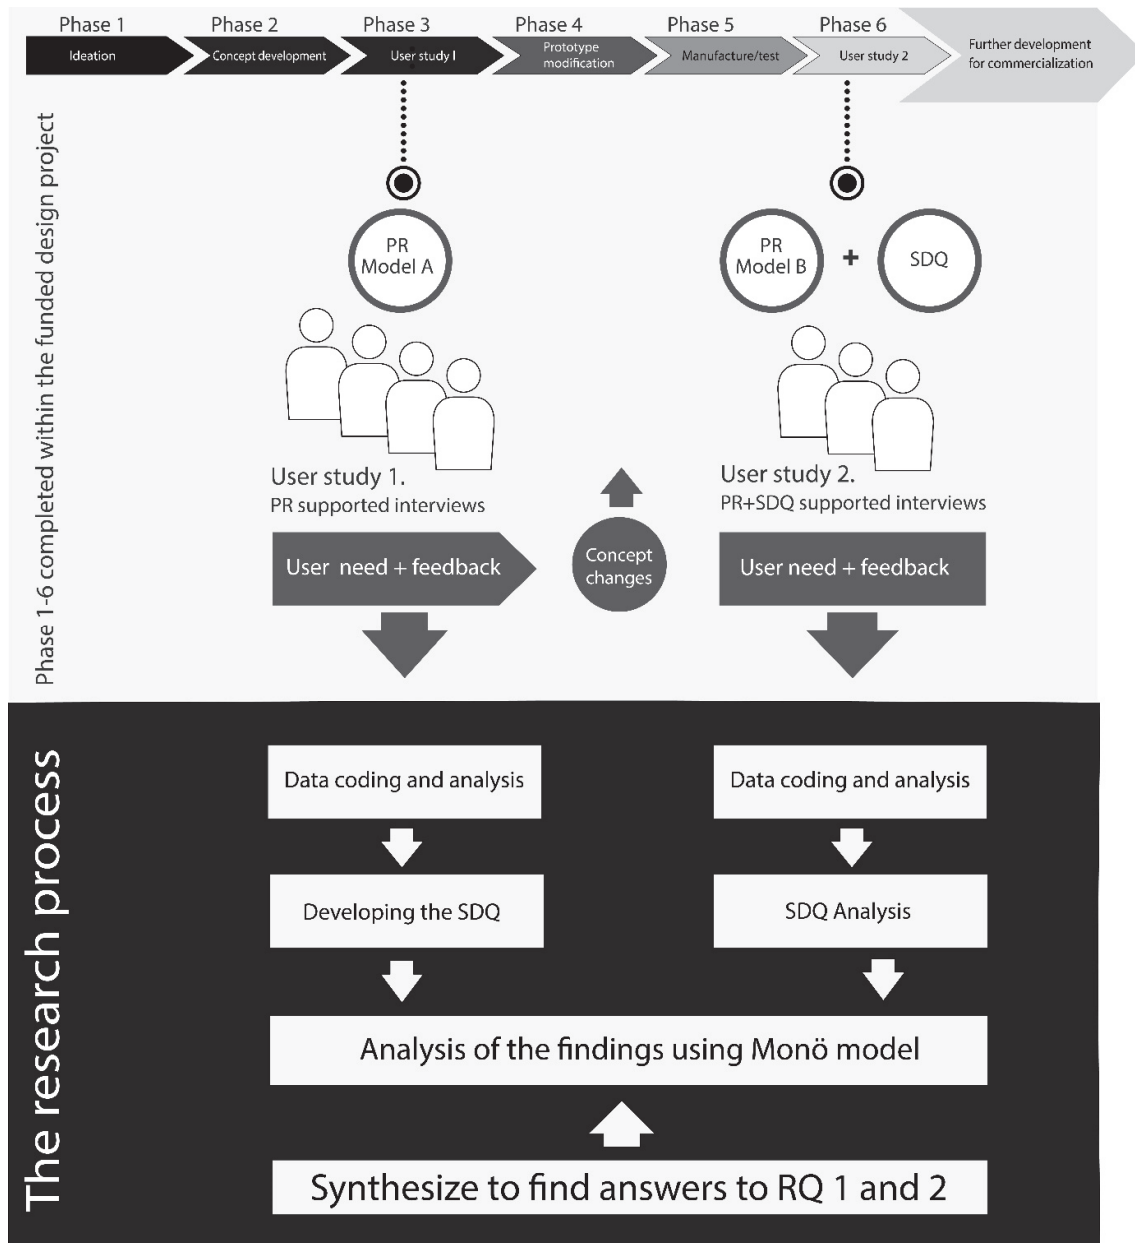 Phase 1
Phase 2
Phase 3
Phase 4
Phase 5
Phase 6
Ideation
Concept development
User study I
Prototype
modification
Manufacture/test
User study 2
Further development
for commercialization
Phase 1-6 completed within the funded design project
PR
Model A
PR
Model B
+
SDQ
User study 1.
PR supported interviews
User study 2.
PR+SDQ supported interviews
User need + feedback
Concept
changes
User need + feedback
The research process
Data coding and analysis
Data coding and analysis
Developing the SDQ
SDQ Analysis
Analysis of the findings using Monö model
Synthesize to find answers to RQ 1 and 2